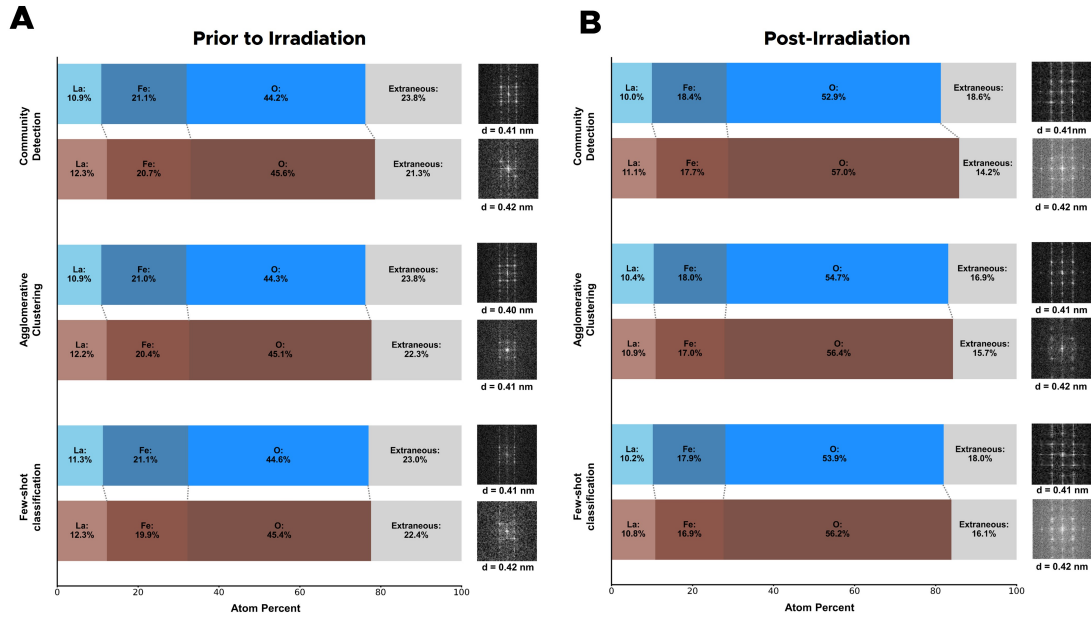 A
Prior to Irradiation
Community
Detection
La:
10.9%
Fe:
21.1%
O:
44.2%
Extraneous:
23.8%
d = 0.41 nm
La:
12.3%
Fe:
20.7%
O:
45.6%
Extraneous:
21.3%
d = 0.42 nm
Agglomerative
Clustering
La:
10.9%
Fe:
21.0%
O:
44.3%
Extraneous:
23.8%
d = 0.40 nm
La:
12.2%
Fe:
20.4%
O:
45.1%
Extraneous:
22.3%
d = 0.41 nm
Few-shot
classification
La:
11.3%
Fe:
21.1%
O:
44.6%
Extraneous:
23.0%
d = 0.41 nm
La:
12.3%
Fe:
19.9%
O:
45.4%
Extraneous:
22.4%
d = 0.42 nm
0 20 40 60 80 100
Atom Percent
B
Post-Irradiation
Community
Detection
La:
10.0%
Fe:
18.4%
O:
52.9%
Extraneous:
18.6%
d = 0.41nm
La:
11.1%
Fe:
17.7%
O:
57.0%
Extraneous:
14.2%
d = 0.42 nm
Agglomerative
Clustering
La:
10.4%
Fe:
18.0%
O:
54.7%
Extraneous:
16.9%
d = 0.41 nm
La:
10.9%
Fe:
17.0%
O:
56.4%
Extraneous:
15.7%
d = 0.42 nm
Few-shot
classification
La:
10.2%
Fe:
17.9%
O:
53.9%
Extraneous:
18.0%
d = 0.41 nm
La:
10.8%
Fe:
16.9%
O:
56.2%
Extraneous:
16.1%
d = 0.42 nm
0 20 40 60 80 100
Atom Percent